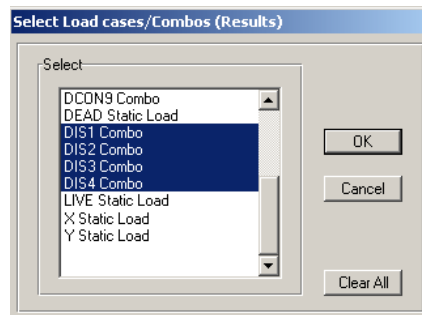 Select Load cases/Combos (Results)
Select
DCON9 Combo
DEAD Static Load
DIS1 Combo
DIS2 Combo
DIS3 Combo
DIS4 Combo
LIVE Static Load
X Static Load
Y Static Load
OK
Cancel
Clear All